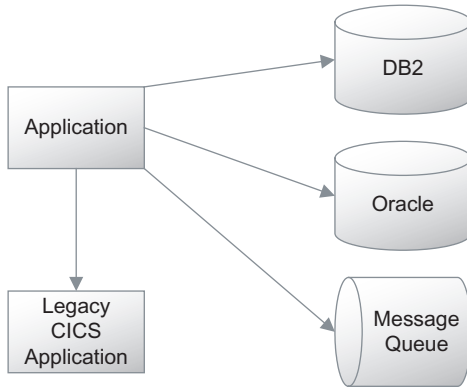 DB2
Application
Oracle
Legacy
CICS
Application
Message
Queue